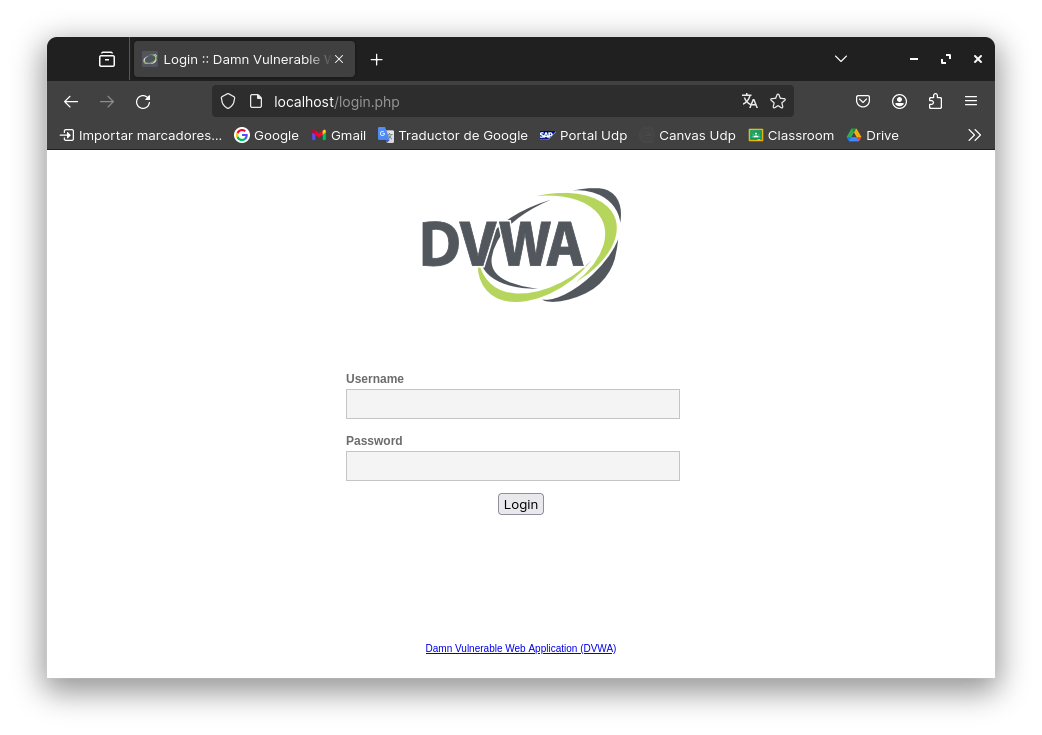 Login :: Damn Vulnerable
localhost/login.php
Importar marcadores... Google Gmail Traductor de Google SAP Portal Udp Canvas Udp Classroom Drive
DVWA
Username
Password
Login
Damn Vulnerable Web Application (DVWA)